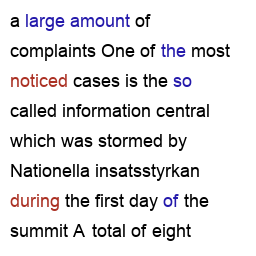 a large amount of
complaints One of the most
noticed cases is the so
called information central
which was stormed by
Nationella insatsstyrkan
during the first day of the
summit A total of eight